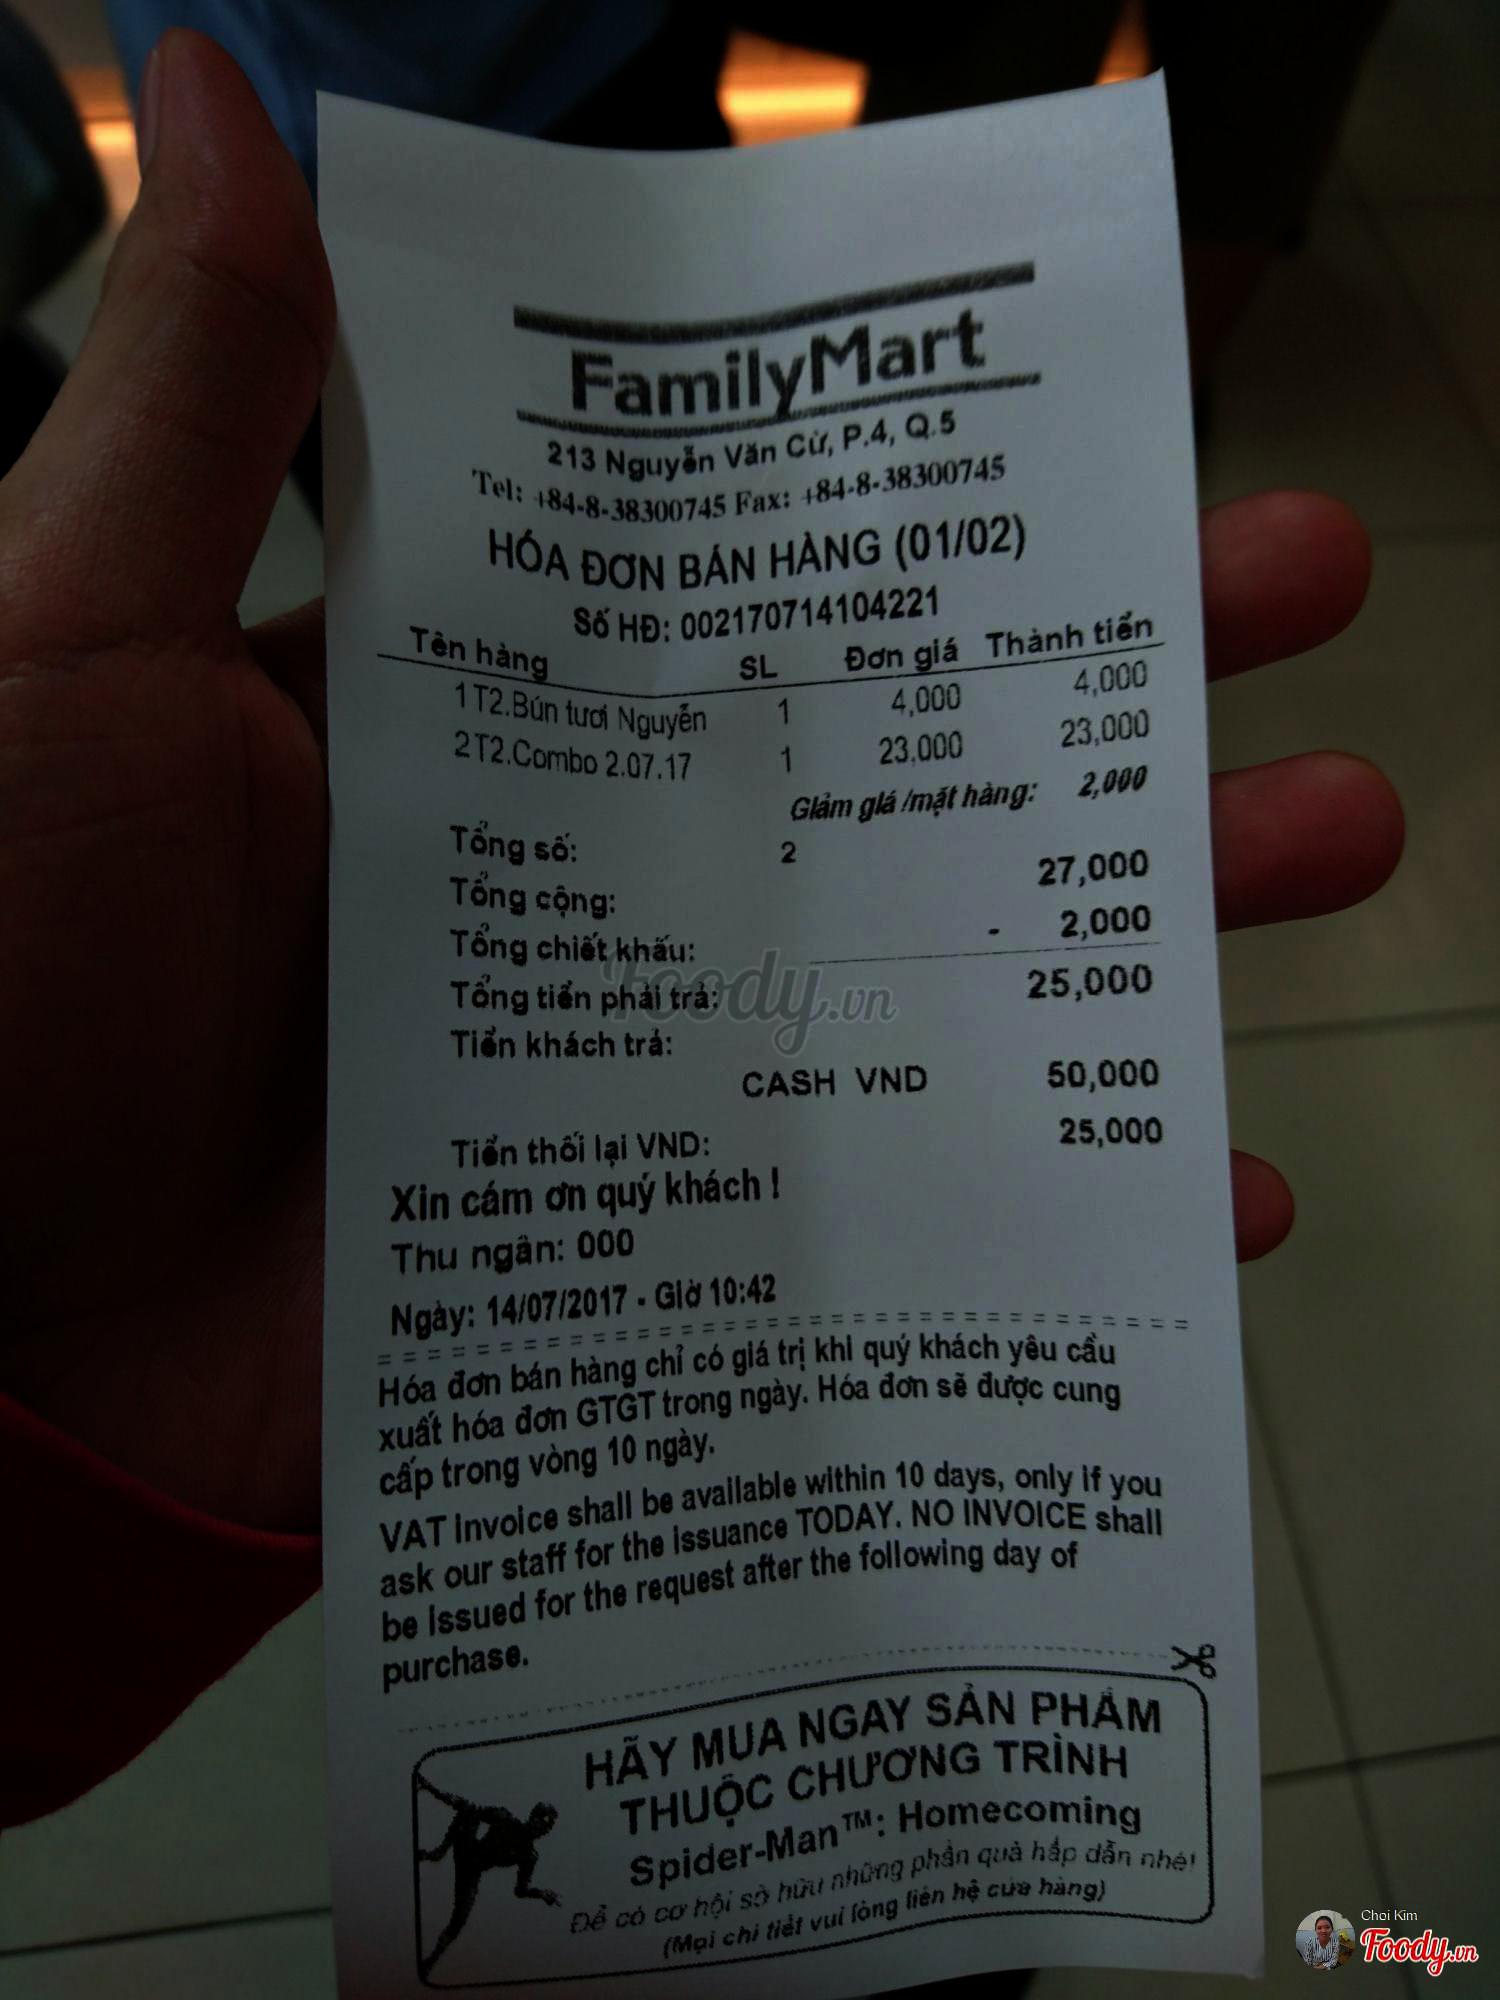 FamilyMart
213 Nguyễn Văn Cừ, P.4, Q.5
Tel: +84-8-38300745 Fax: +84-8-38300745
HÓA ĐƠN BÁN HÀNG (01/02)
Số HĐ: 002170714104221
Tên hàng SL Đơn giá Thành tiển
1 T2.Bún tươi Nguyễn 1 4,000 4,000
2 T2.Combo 2.07.17 1 23,000 23,000
Giảm giá /mặt hàng: 2,000
Tổng số: 2
Tổng cộng: 27,000
Tổng chiết khấu: - 2,000
Tổng tiển phải trả: 25,000
Tiển khách trả:
CASH VND 50,000
Tiển thối lại VND: 25,000
Xin cám ơn quý khách !
Thu ngân: 000
Ngày: 14/07/2017 - Giờ 10:42
Hóa đơn bán hàng chỉ có giá trị khi quý khách yêu cầu
xuất hóa đơn GTGT trong ngày. Hóa đơn sẽ được cung
cấp trong vòng 10 ngày.
VAT invoice shall be available within 10 days, only if you
ask our staff for the issuance TODAY. NO INVOICE shall
be issued for the request after the following day of
purchase.
HÃY MUA NGAY SẢN PHẨM
THUỘC CHƯƠNG TRÌNH
Spider-Man™: Homecoming
Để có cơ hội sở hữu những phần quà hấp dẫn nhé!
(Mọi chi tiết vui lòng liên hệ cửa hàng)
Foody.vn
Choi Kim
Foody.vn